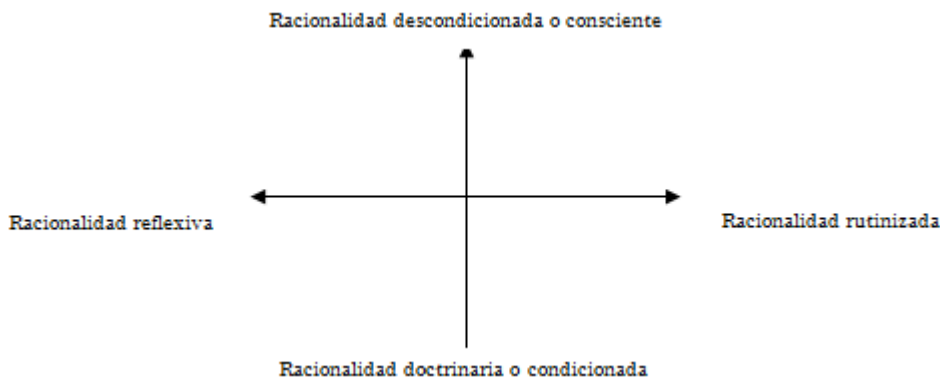 Racionalidad descondicionada o consciente
Racionalidad reflexiva
Racionalidad rutinizada
Racionalidad doctrinaria o condicionada